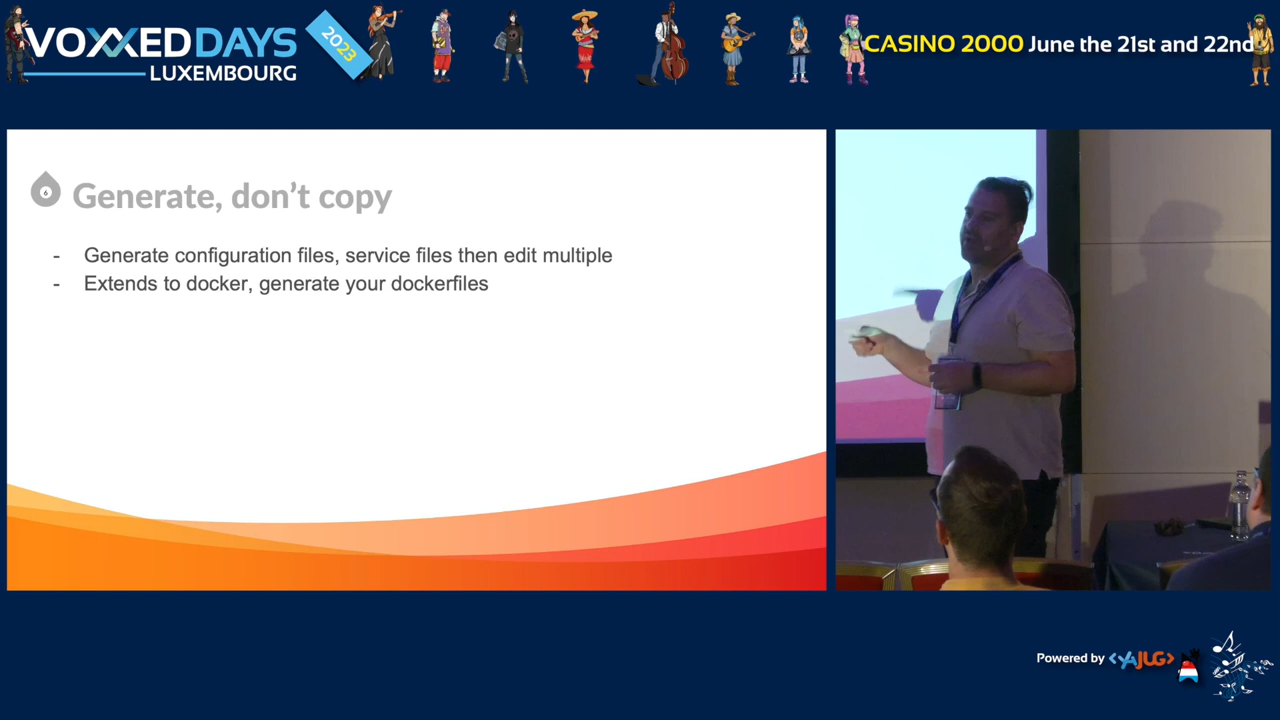 VOXXEDDAYS
LUXEMBOURG
2023
CASINO 2000 June the 21st and 22nd
6
Generate, don’t copy
- Generate configuration files, service files then edit multiple
- Extends to docker, generate your dockerfiles
Powered by <YAJUG>